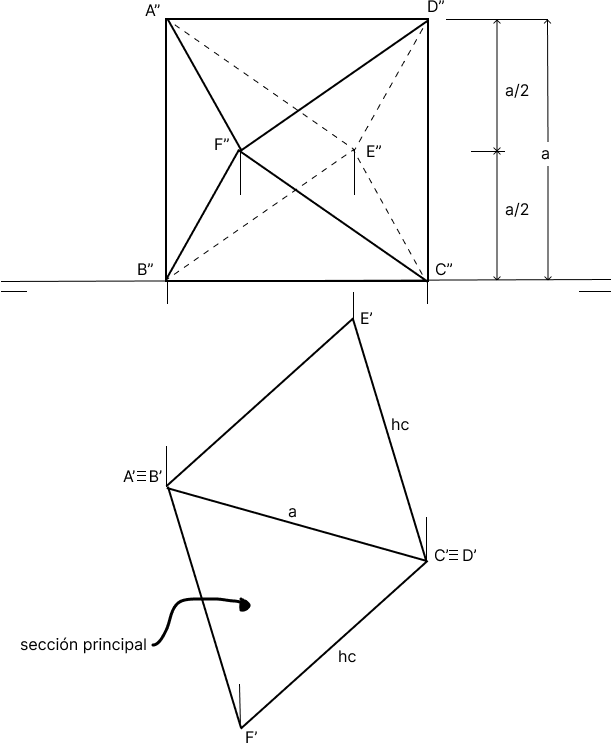 A”
D”
a/2
F”
E”
a
a/2
B”
C”
E’
hc
A’≡B’
a
C’≡D’
sección principal
hc
F’